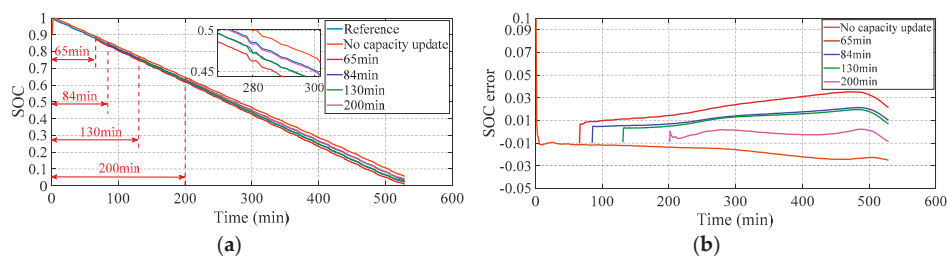 1
0.9
0.8
0.7
0.6
0.5
0.4
0.3
0.2
0.1
0
SOC
0 100 200 300 400 500 600
Time (min)
65min
84min
130min
200min
0.5
0.45
280 300
Reference
No capacity update
65min
84min
130min
200min
(a)
0.1
0.09
0.07
0.05
0.03
0.01
-0.01
-0.03
-0.05
SOC error
0 100 200 300 400 500 600
Time (min)
No capacity update
65min
84min
130min
200min
(b)